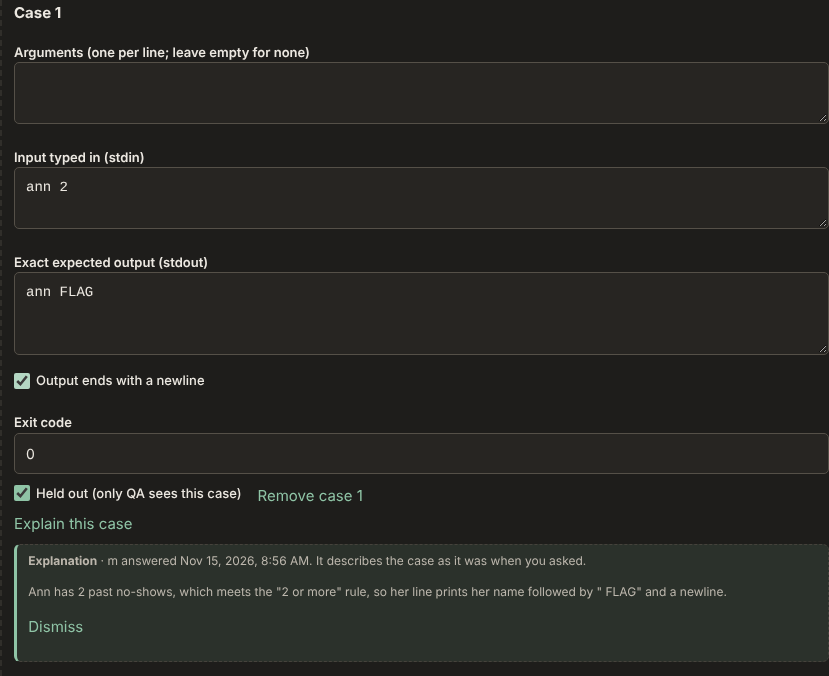 Case 1
Arguments (one per line; leave empty for none)
Input typed in (stdin)
ann 2
Exact expected output (stdout)
ann FLAG
Output ends with a newline
Exit code
0
Held out (only QA sees this case) Remove case 1
Explain this case
Explanation · m answered Nov 15, 2026, 8:56 AM. It describes the case as it was when you asked.
Ann has 2 past no-shows, which meets the "2 or more" rule, so her line prints her name followed by " FLAG" and a newline.
Dismiss